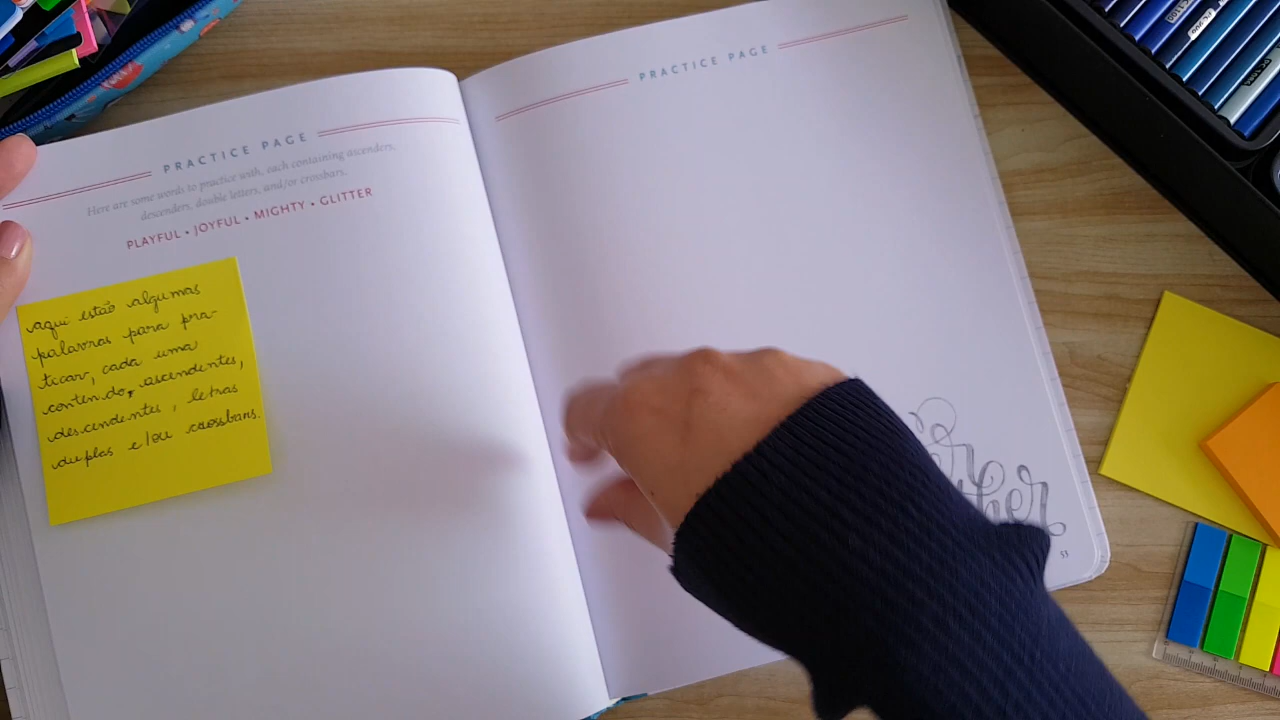 PRACTICE PAGE
Here are some words to practice with, each containing ascenders,
descenders, double letters, and/or crossbars.
PLAYFUL • JOYFUL • MIGHTY • GLITTER
aqui estão algumas
palavras para pra-
ticar, cada uma
contendo, ascendentes,
descendentes, letras
duplas e/ou crossbars.
PRACTICE PAGE
53